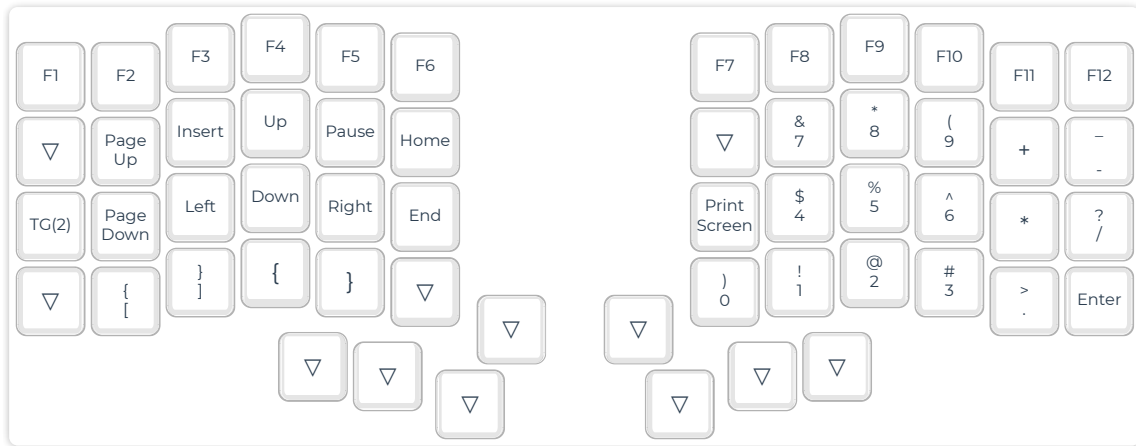 F1
F2
F3
F4
F5
F6
F7
F8
F9
F10
F11
F12
▽
Page
Up
Insert
Up
Pause
Home
▽
&
7
*
8
(
9
+
_
-
TG(2)
Page
Down
Left
Down
Right
End
Print
Screen
$
4
%
5
^
6
*
?
/
▽
{
[
}
]
{
}
▽
)
0
!
1
@
2
#
3
>
.
Enter
▽
▽
▽
▽
▽
▽
▽
▽